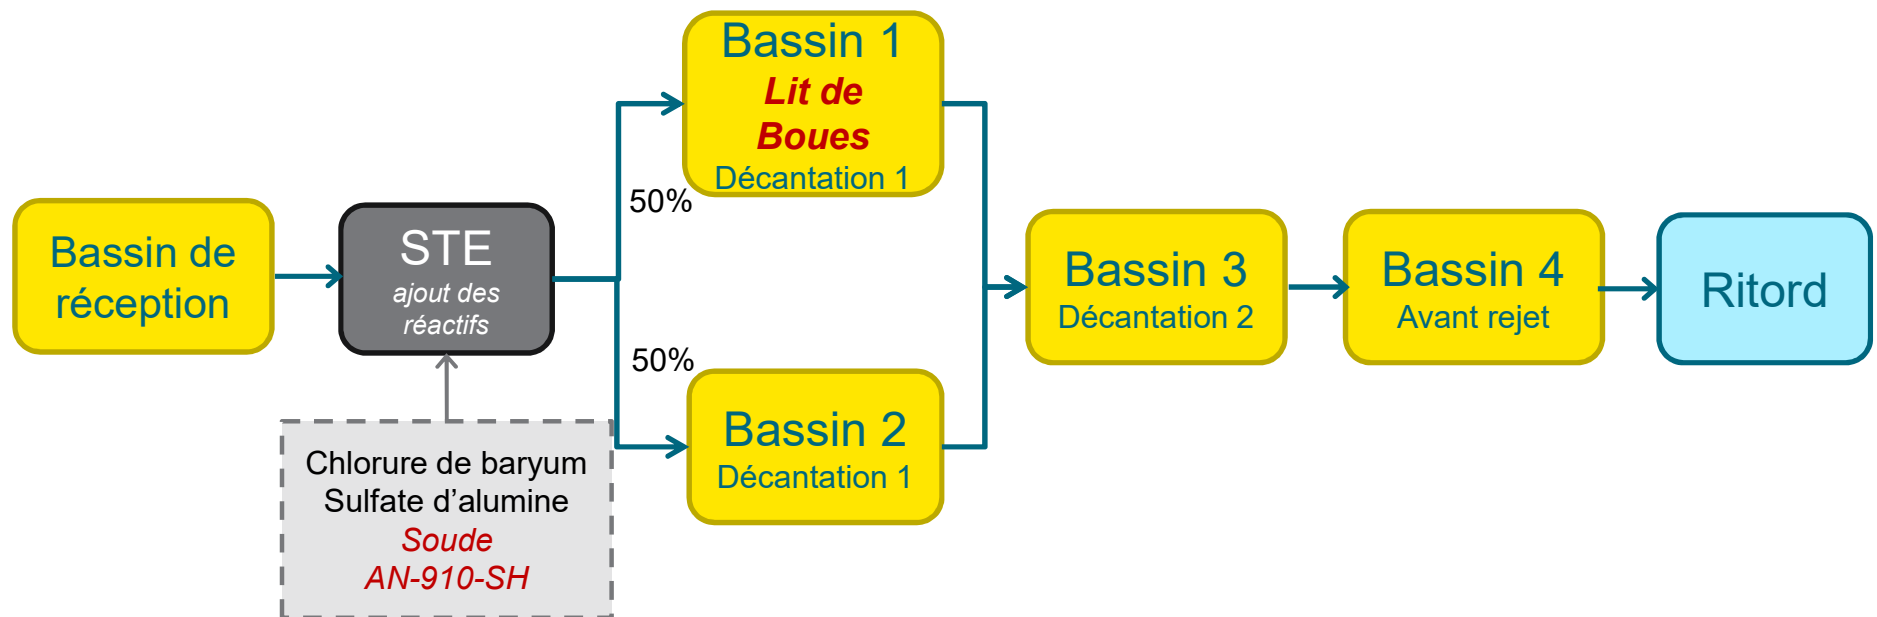 Bassin de
réception
STE
ajout des
réactifs
Chlorure de baryum
Sulfate d’alumine
Soude
AN-910-SH
50%
50%
Bassin 1
Lit de
Boues
Décantation 1
Bassin 2
Décantation 1
Bassin 3
Décantation 2
Bassin 4
Avant rejet
Ritord